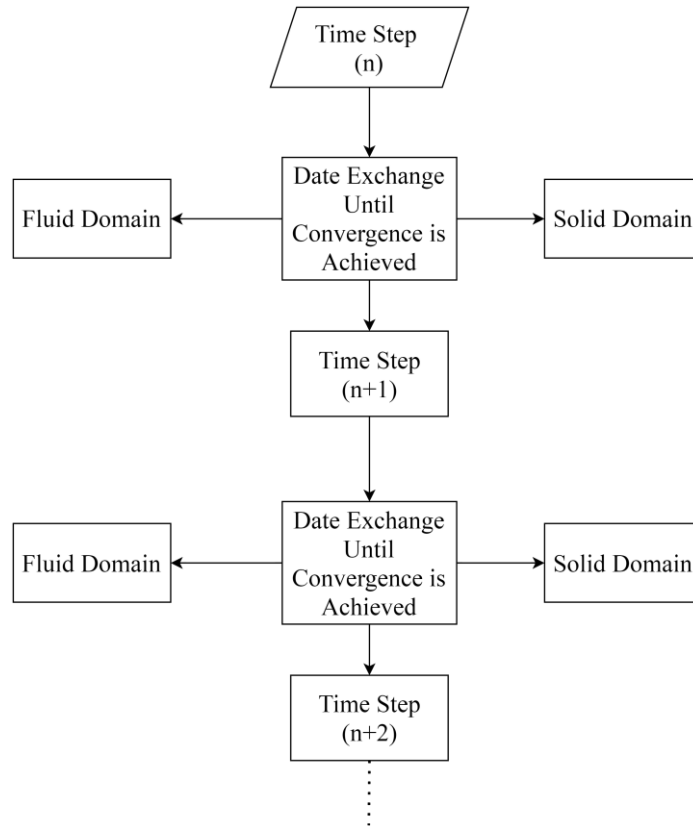 Time Step
(n)
Date Exchange
Until
Convergence is
Achieved
Fluid Domain
Solid Domain
Time Step
(n+1)
Date Exchange
Until
Convergence is
Achieved
Fluid Domain
Solid Domain
Time Step
(n+2)